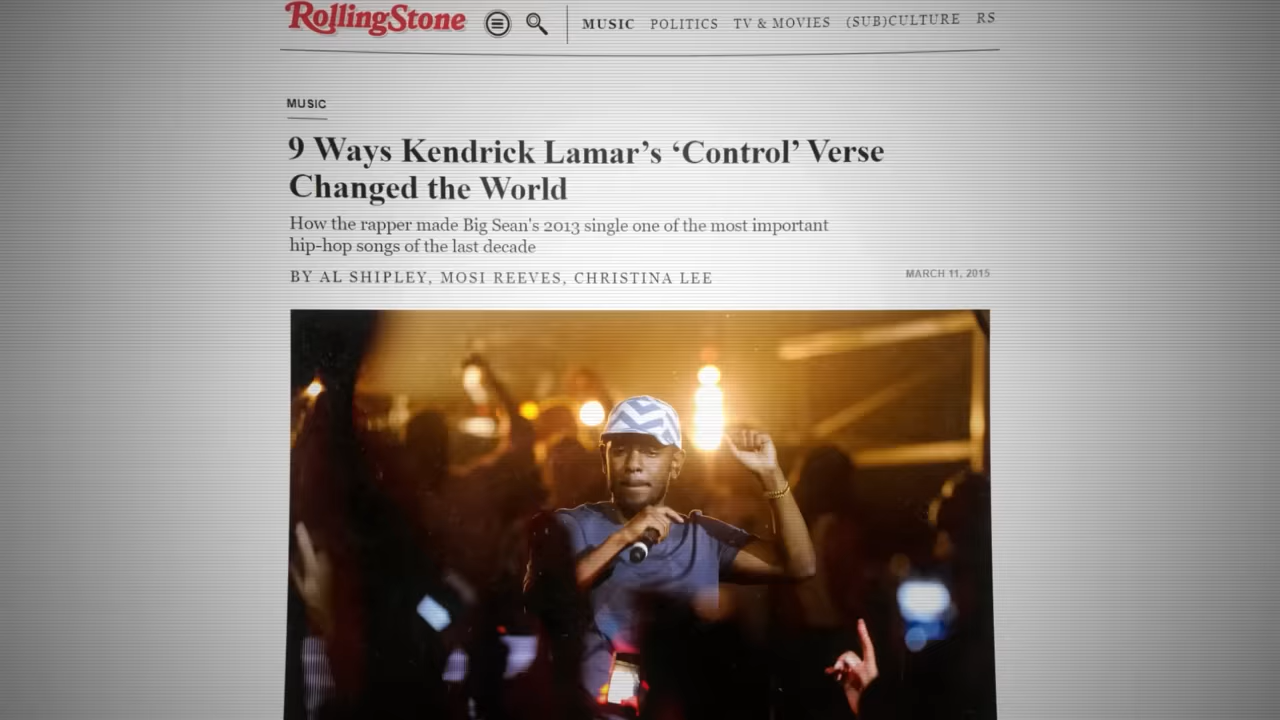 RollingStone
MUSIC POLITICS TV & MOVIES (SUB)CULTURE RS
MUSIC
9 Ways Kendrick Lamar's ‘Control’ Verse
Changed the World
How the rapper made Big Sean's 2013 single one of the most important
hip-hop songs of the last decade
BY AL SHIPLEY, MOSI REEVES, CHRISTINA LEE
MARCH 11, 2015